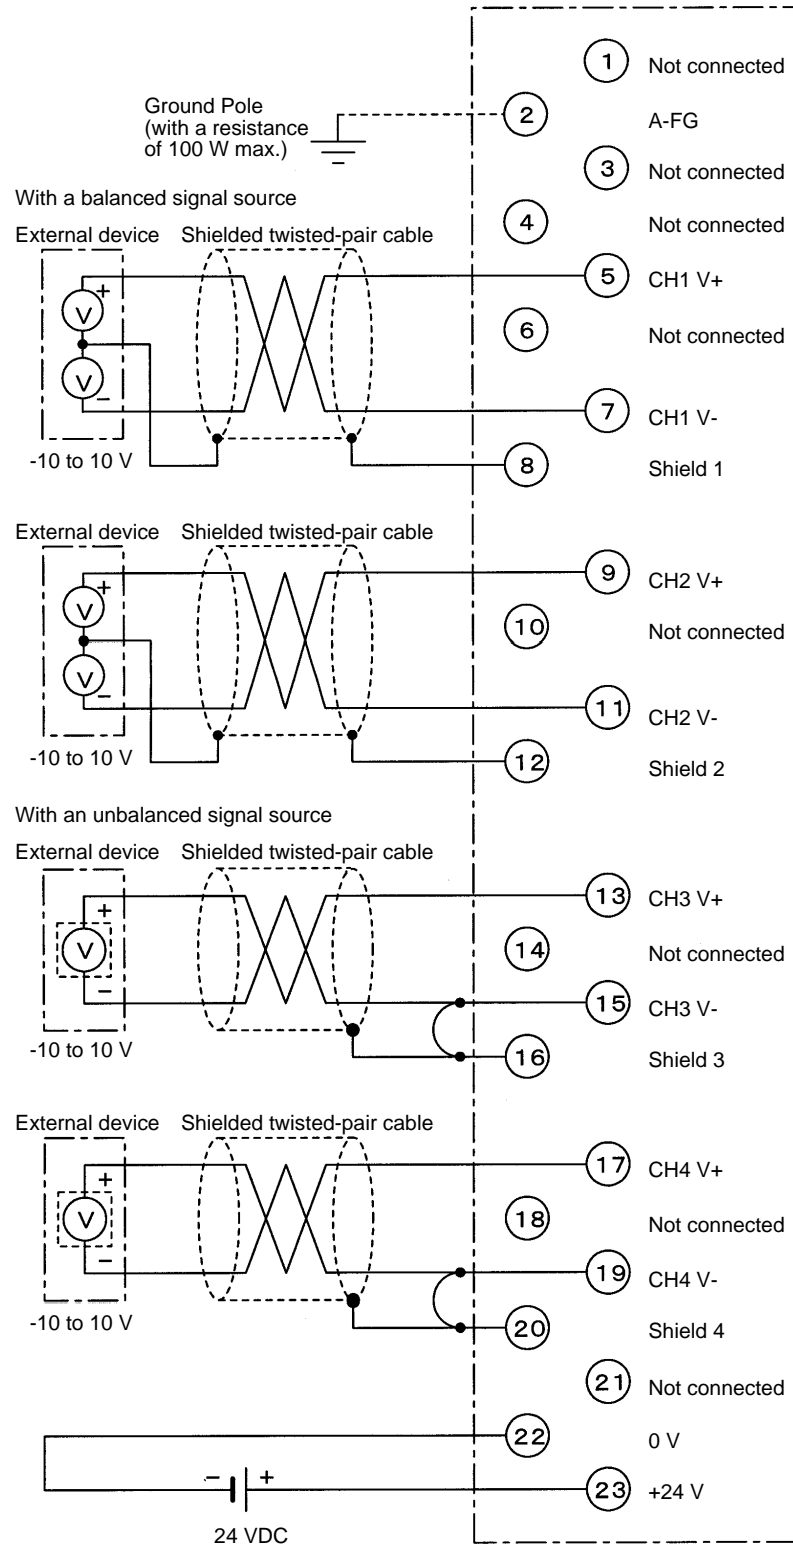 1 Not connected
Ground Pole
(with a resistance
of 100 W max.)
2 A-FG
3 Not connected
With a balanced signal source
4 Not connected
External device Shielded twisted-pair cable
+
V
5 CH1 V+
6 Not connected
V
−
7 CH1 V-
-10 to 10 V
8 Shield 1
External device Shielded twisted-pair cable
+
V
9 CH2 V+
10 Not connected
V
−
11 CH2 V-
-10 to 10 V
12 Shield 2
With an unbalanced signal source
External device Shielded twisted-pair cable
+
13 CH3 V+
V
14 Not connected
−
15 CH3 V-
-10 to 10 V
16 Shield 3
External device Shielded twisted-pair cable
+
17 CH4 V+
V
18 Not connected
−
19 CH4 V-
-10 to 10 V
20 Shield 4
21 Not connected
22 0 V
− +
23 +24 V
24 VDC